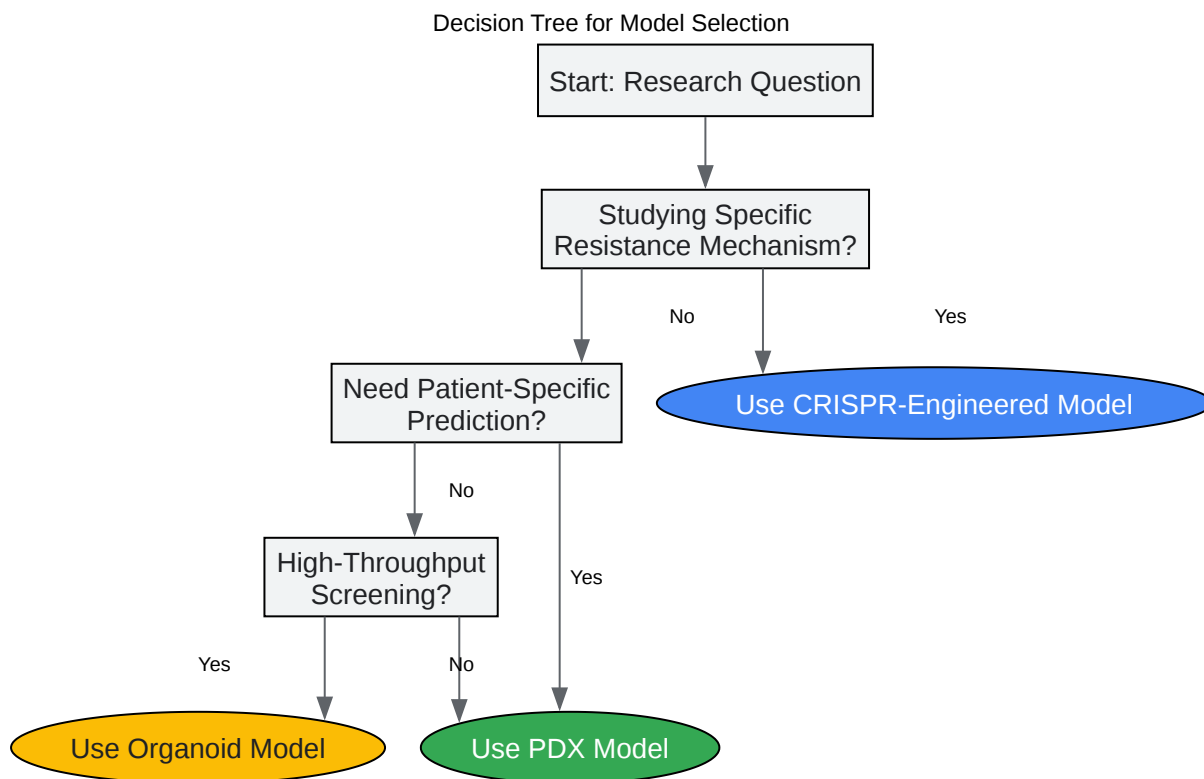 Decision Tree for Model Selection
Start: Research Question
Studying Specific
Resistance Mechanism?
No
Yes
Need Patient-Specific
Prediction?
Use CRISPR-Engineered Model
No
High-Throughput
Screening?
Yes
Yes
No
Use Organoid Model
Use PDX Model